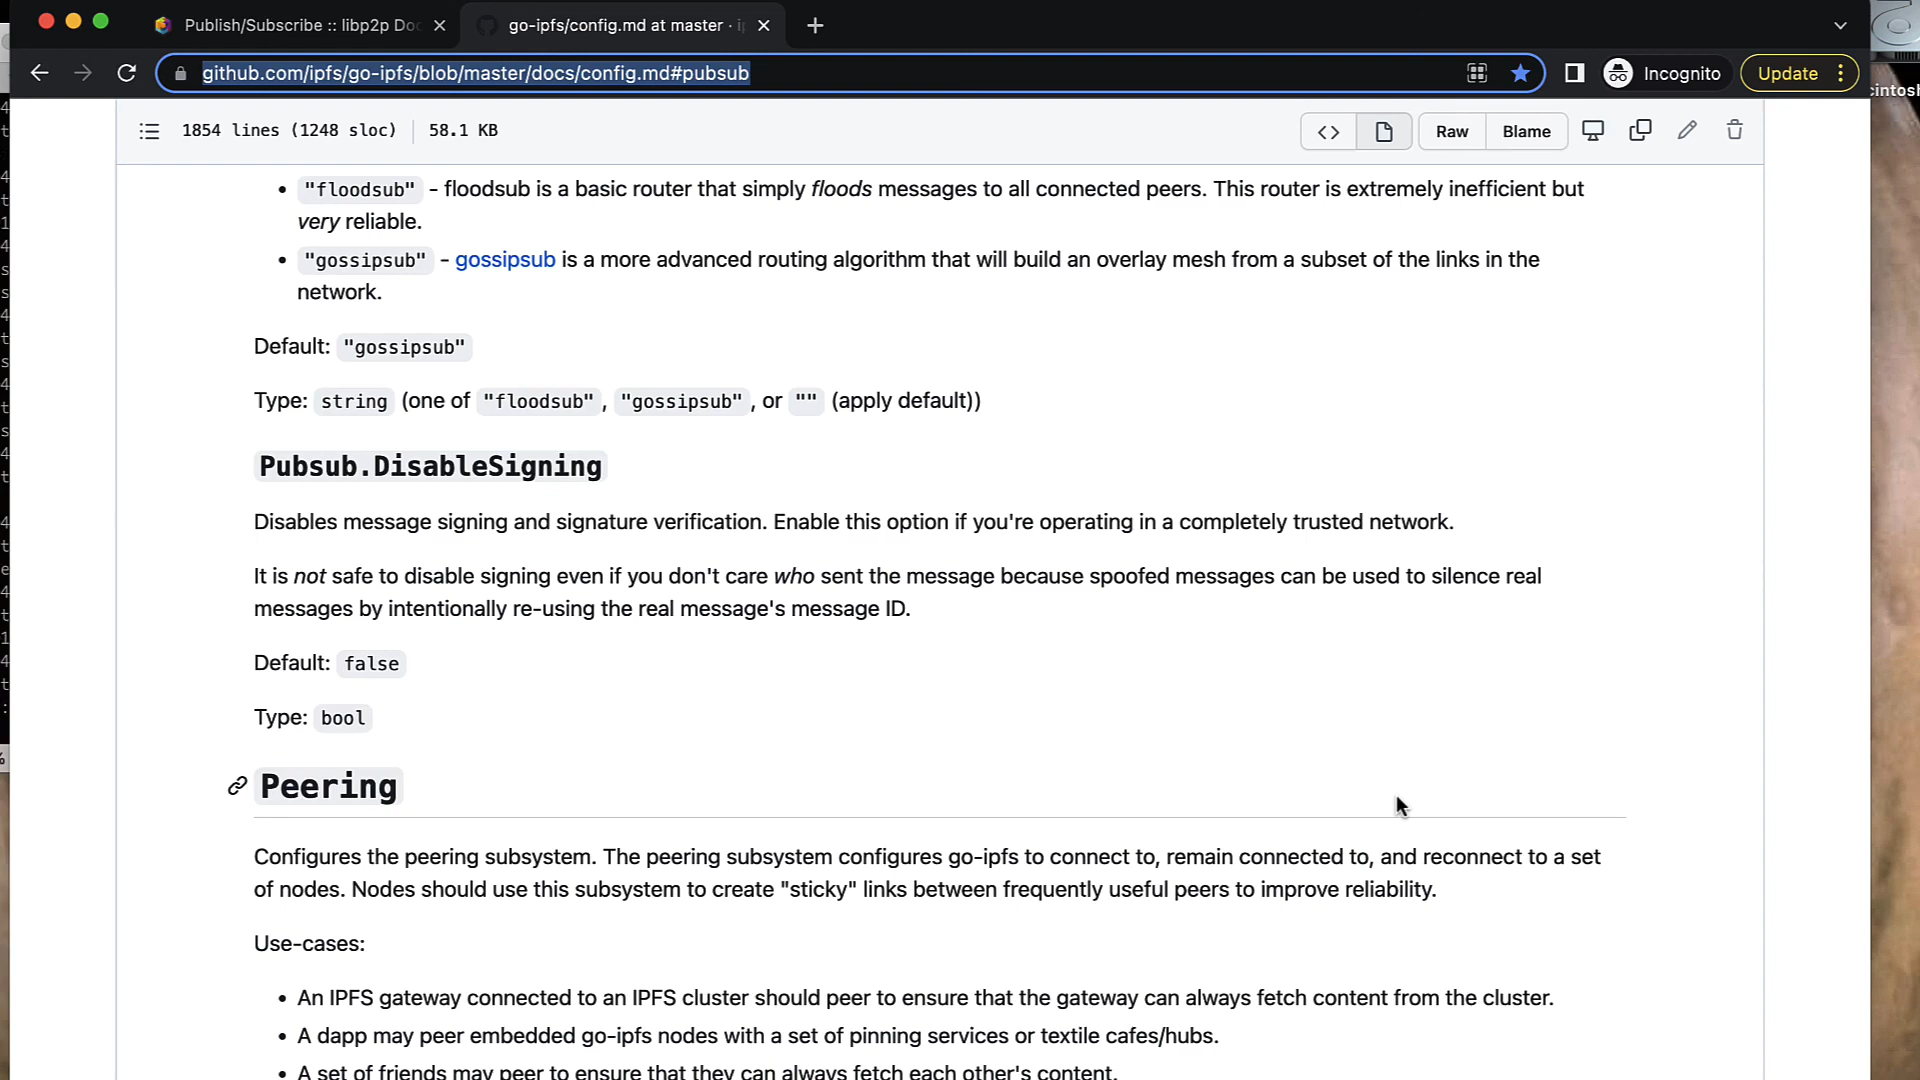 Publish/Subscribe :: libp2p Do
go-ipfs/config.md at master · ip
github.com/ipfs/go-ipfs/blob/master/docs/config.md#pubsub
Incognito
Update
cintosh
1854 lines (1248 sloc)
58.1 KB
Raw
Blame
• "floodsub" - floodsub is a basic router that simply floods messages to all connected peers. This router is extremely inefficient but
very reliable.
• "gossipsub" - gossipsub is a more advanced routing algorithm that will build an overlay mesh from a subset of the links in the
network.
Default: "gossipsub"
Type: string (one of "floodsub", "gossipsub", or "" (apply default))
Pubsub.DisableSigning
Disables message signing and signature verification. Enable this option if you're operating in a completely trusted network.
It is not safe to disable signing even if you don't care who sent the message because spoofed messages can be used to silence real
messages by intentionally re-using the real message's message ID.
Default: false
Type: bool
Peering
Configures the peering subsystem. The peering subsystem configures go-ipfs to connect to, remain connected to, and reconnect to a set
of nodes. Nodes should use this subsystem to create "sticky" links between frequently useful peers to improve reliability.
Use-cases:
• An IPFS gateway connected to an IPFS cluster should peer to ensure that the gateway can always fetch content from the cluster.
• A dapp may peer embedded go-ipfs nodes with a set of pinning services or textile cafes/hubs.
• A set of friends may peer to ensure that they can always fetch each other's content.